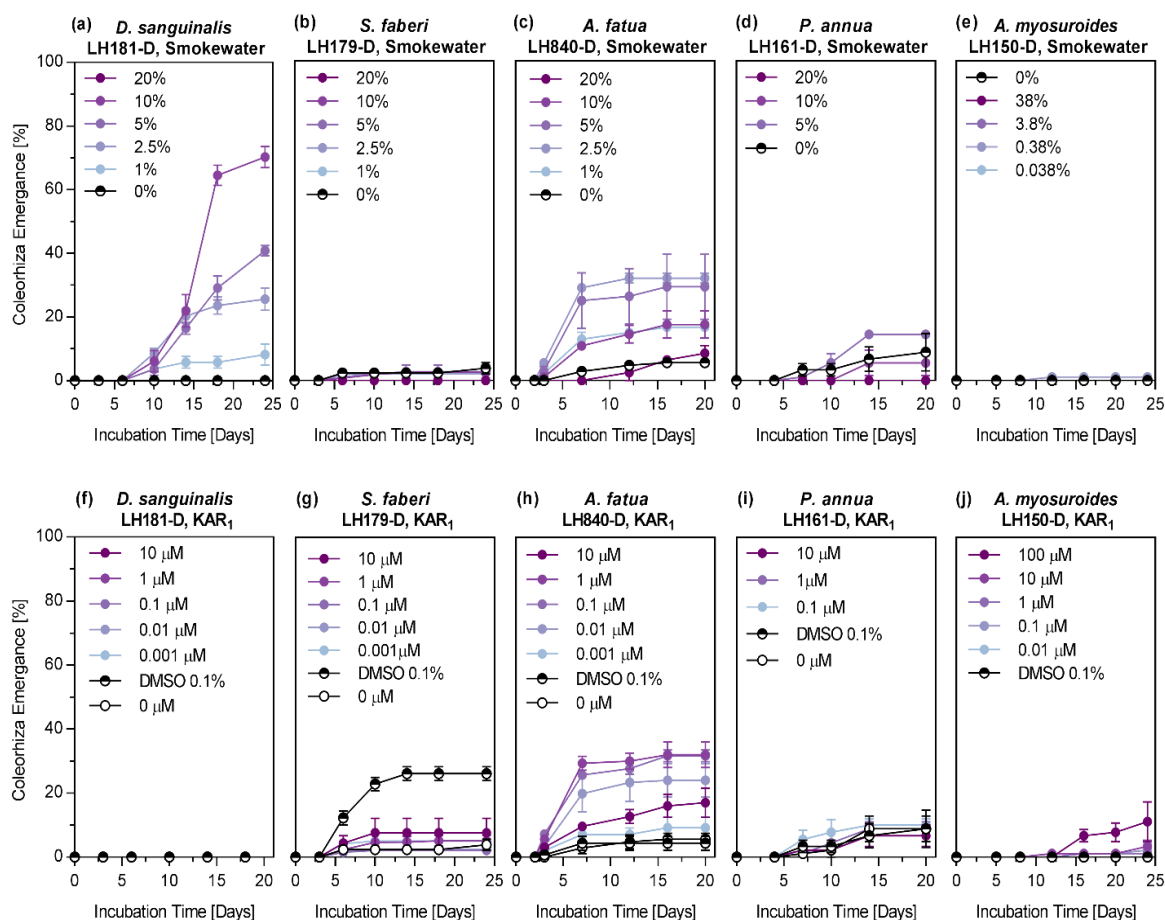 (a) D. sanguinalis
LH181-D, Smokewater
20%
10%
5%
2.5%
1%
0%
(b) S. faberi
LH179-D, Smokewater
20%
10%
5%
2.5%
1%
0%
(c) A. fatua
LH840-D, Smokewater
20%
10%
5%
2.5%
1%
0%
(d) P. annua
LH161-D, Smokewater
20%
10%
5%
0%
(e) A. myosuroides
LH150-D, Smokewater
0%
38%
3.8%
0.38%
0.038%
Coleorhiza Emergance [%]
100
80
60
40
20
0
0 5 10 15 20 25
0 5 10 15 20 25
0 5 10 15 20
0 5 10 15 20
0 5 10 15 20 25
Incubation Time [Days]
Incubation Time [Days]
Incubation Time [Days]
Incubation Time [Days]
Incubation Time [Days]
(f) D. sanguinalis
LH181-D, KAR1
10 μM
1 μM
0.1 μM
0.01 μM
0.001 μM
DMSO 0.1%
0 μM
(g) S. faberi
LH179-D, KAR1
10 μM
1 μM
0.1 μM
0.01 μM
0.001μM
DMSO 0.1%
0 μM
(h) A. fatua
LH840-D, KAR1
10 μM
1 μM
0.1 μM
0.01 μM
0.001 μM
DMSO 0.1%
0 μM
(i) P. annua
LH161-D, KAR1
10 μM
1μM
0.1 μM
DMSO 0.1%
0 μM
(j) A. myosuroides
LH150-D, KAR1
100 μM
10 μM
1 μM
0.1 μM
0.01 μM
DMSO 0.1%
Coleorhiza Emergance [%]
100
80
60
40
20
0
0 5 10 15 20
0 5 10 15 20 25
0 5 10 15 20
0 5 10 15 20
0 5 10 15 20 25
Incubation Time [Days]
Incubation Time [Days]
Incubation Time [Days]
Incubation Time [Days]
Incubation Time [Days]